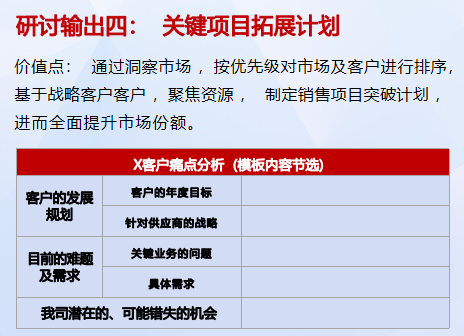 研讨输出四： 关键项目拓展计划
价值点： 通过洞察市场 ，按优先级对市场及客户进行排序，
基于战略客户客户 ，聚焦资源 ， 制定销售项目突破计划 ，
进而全面提升市场份额。
X客户痛点分析（模板内容节选）
客户的发展
规划
客户的年度目标
针对供应商的战略
目前的难题
及需求
关键业务的问题
具体需求
我司潜在的、可能错失的机会